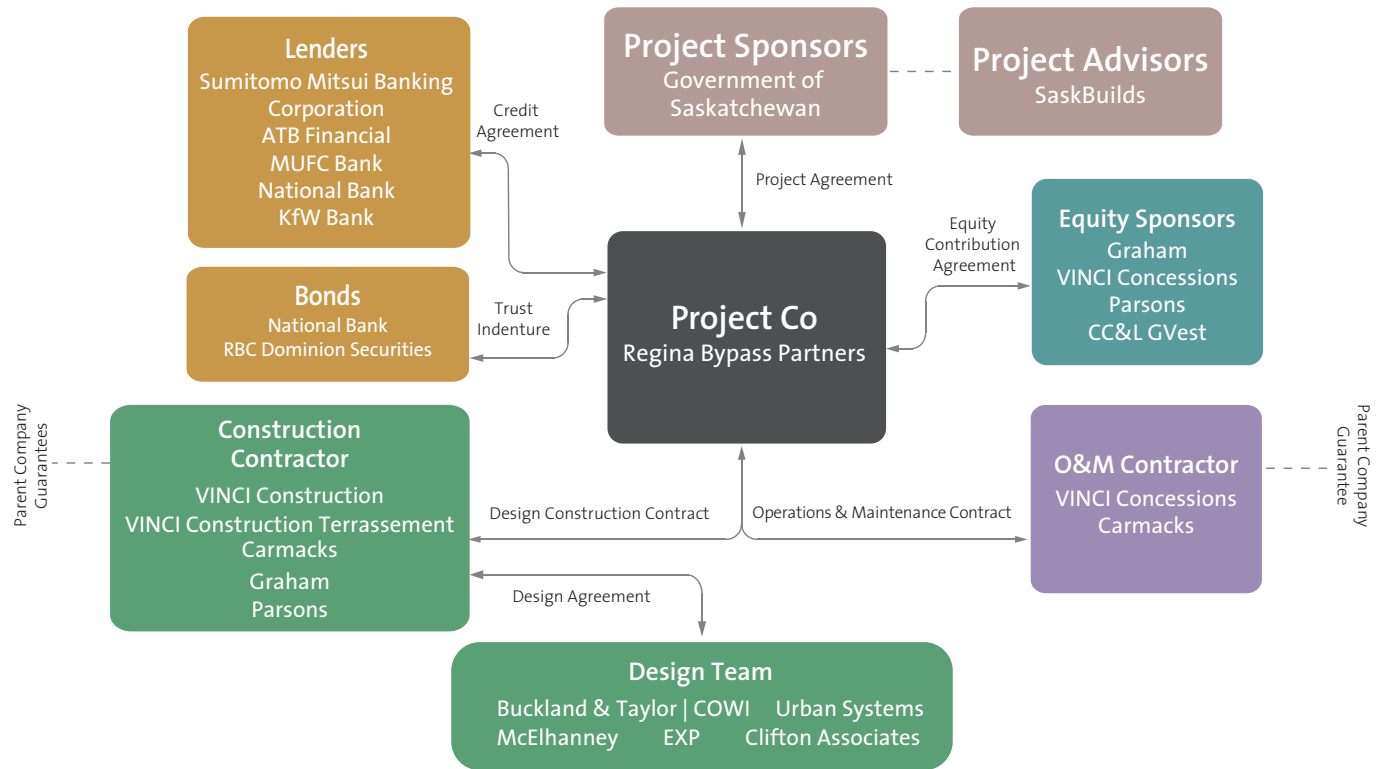 Lenders
Sumitomo Mitsui Banking
Corporation
ATB Financial
MUFC Bank
National Bank
KfW Bank
Credit
Agreement
Project Sponsors
Government of
Saskatchewan
Project Advisors
SaskBuilds
Project Agreement
Equity
Contribution
Agreement
Equity Sponsors
Graham
VINCI Concessions
Parsons
CC&L GVest
Bonds
National Bank
RBC Dominion Securities
Trust
Indenture
Project Co
Regina Bypass Partners
Parent Company
Guarantees
Construction
Contractor
VINCI Construction
VINCI Construction Terrassement
Carmacks
Graham
Parsons
Design Construction Contract
Operations & Maintenance Contract
O&M Contractor
VINCI Concessions
Carmacks
Parent Company
Guarantee
Design Agreement
Design Team
Buckland & Taylor | COWI Urban Systems
McElhanney EXP Clifton Associates